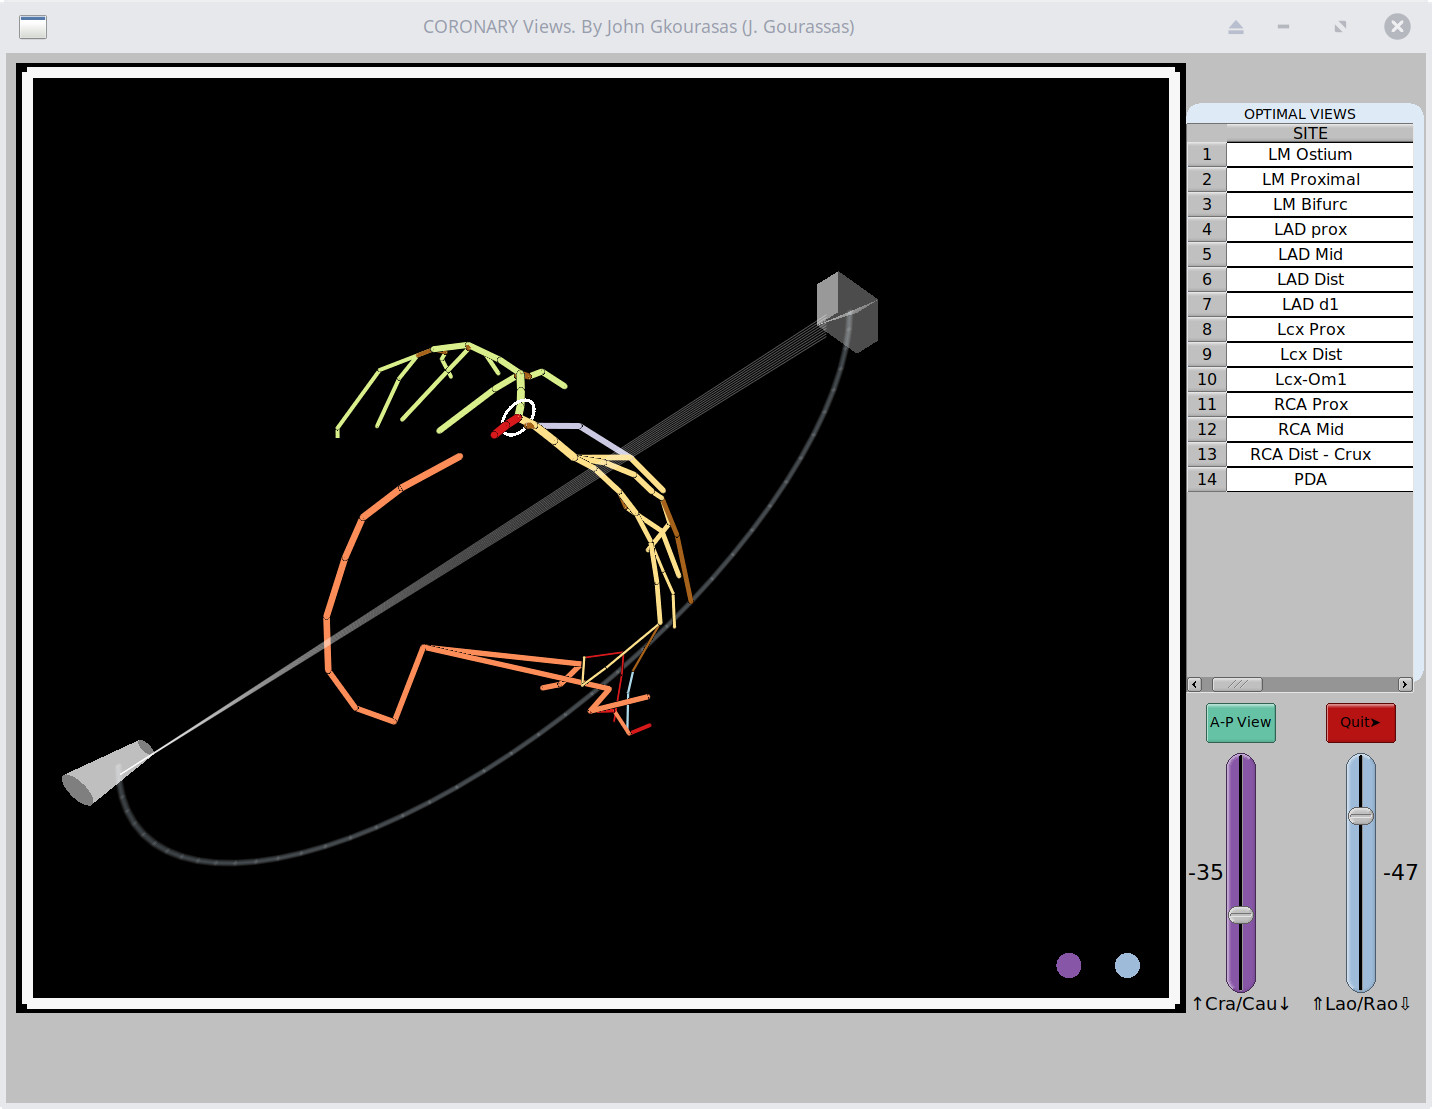 CORONARY Views. By John Gkourasas (J. Gourassas)
OPTIMAL VIEWS
SITE
1 LM Ostium
2 LM Proximal
3 LM Bifurc
4 LAD prox
5 LAD Mid
6 LAD Dist
7 LAD d1
8 Lcx Prox
9 Lcx Dist
10 Lcx-Om1
11 RCA Prox
12 RCA Mid
13 RCA Dist - Crux
14 PDA
A-P View Quit➤
-35 -47
↑Cra/Cau↓ ⇑Lao/Rao⇩